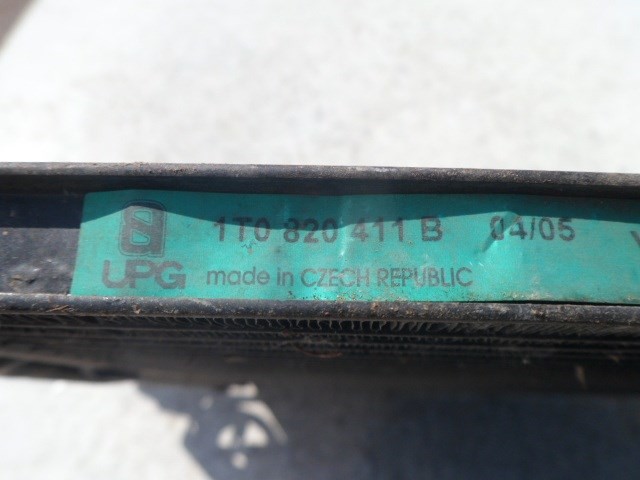 1T0 820 411 B 04/05
UPG made in CZECH REPUBLIC